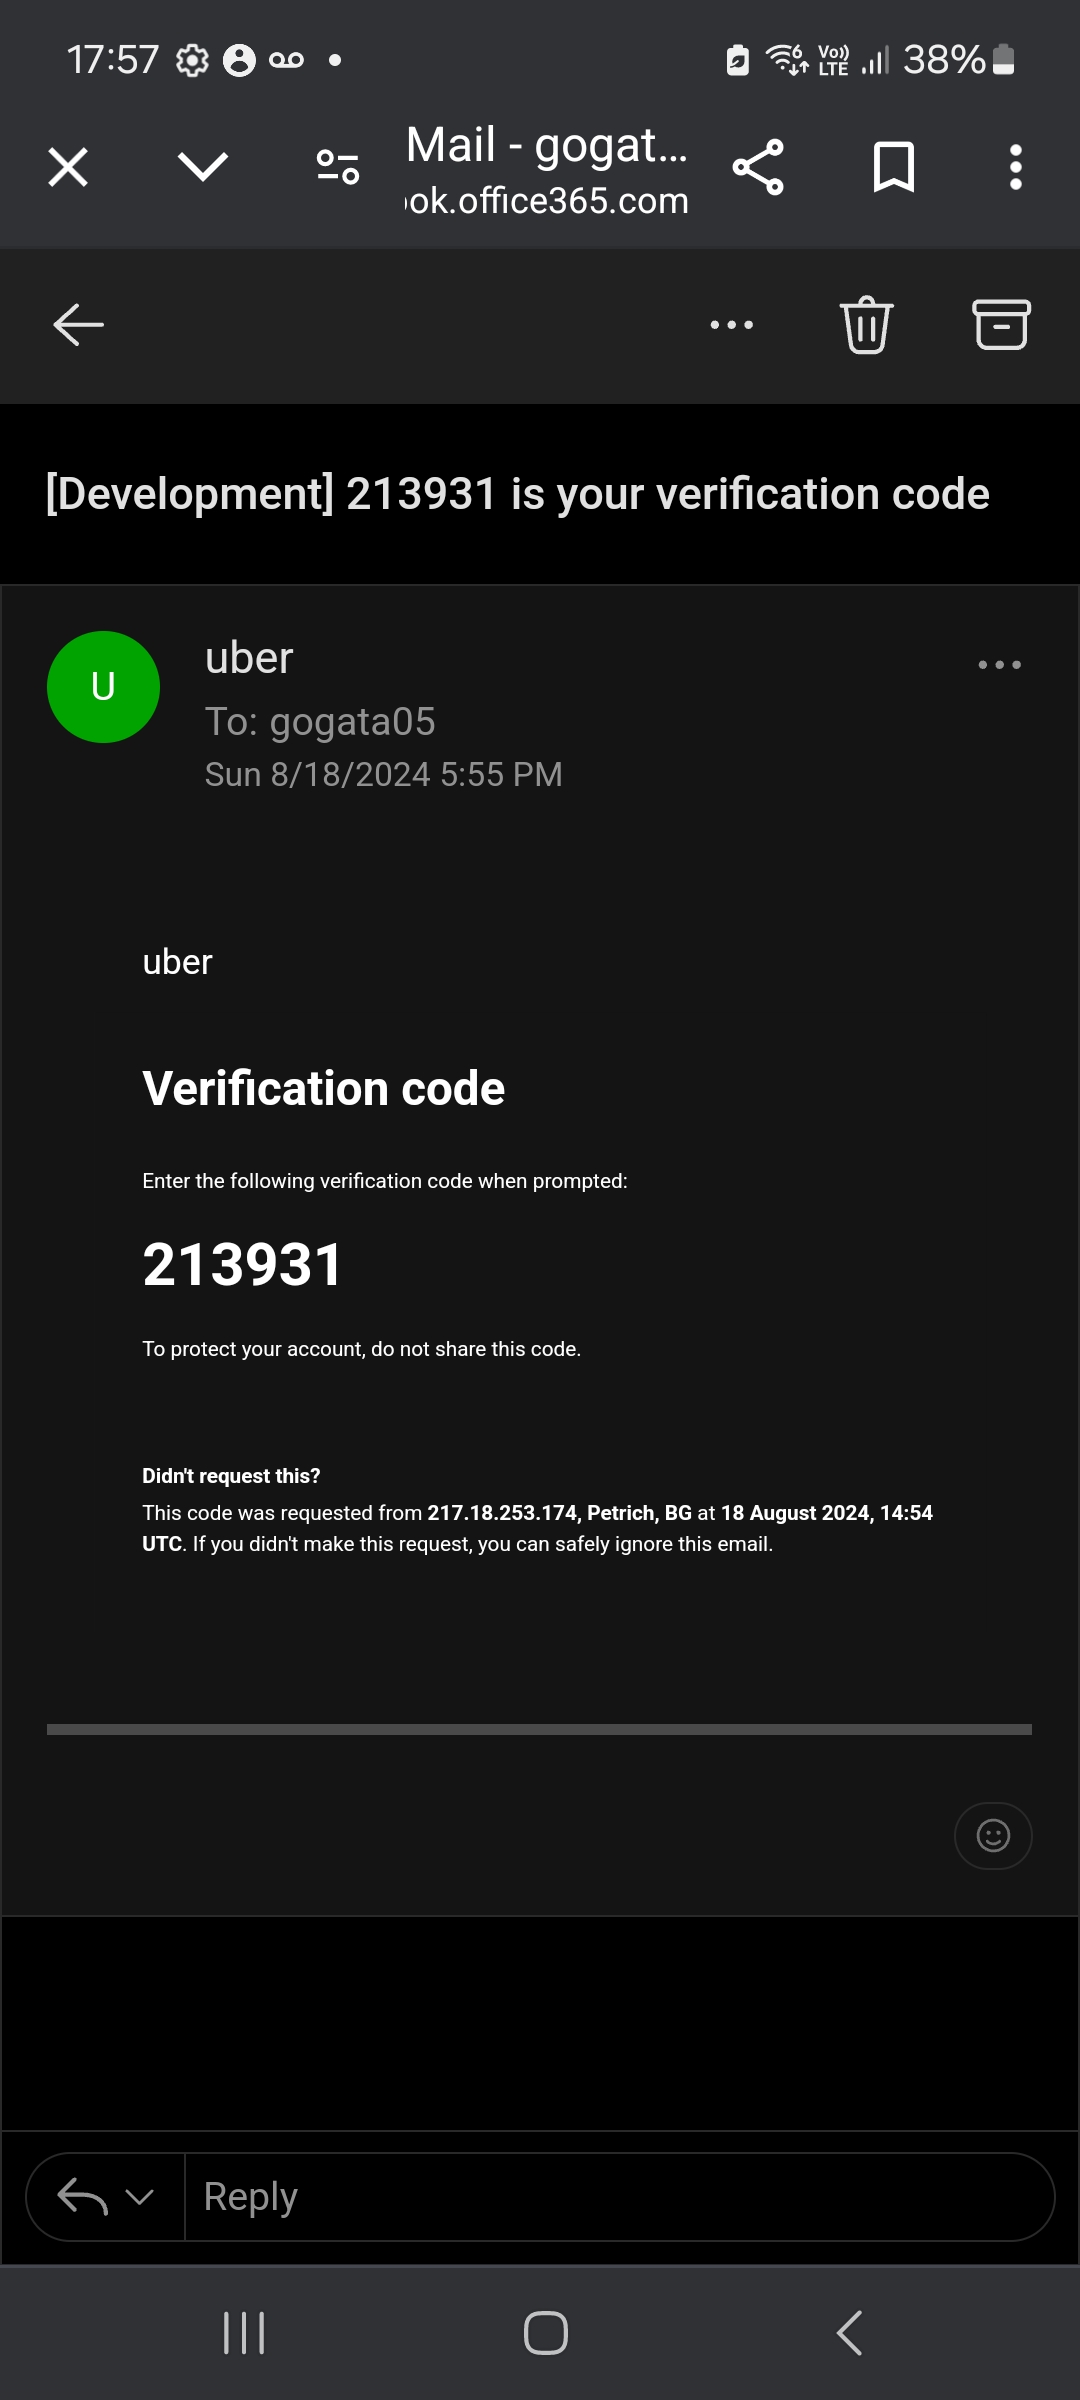 17:57
Vo)) LTE 38%
Mail - gogat...
ok.office365.com
[Development] 213931 is your verification code
U
uber
To: gogata05
Sun 8/18/2024 5:55 PM
uber
Verification code
Enter the following verification code when prompted:
213931
To protect your account, do not share this code.
Didn't request this?
This code was requested from 217.18.253.174, Petrich, BG at 18 August 2024, 14:54
UTC. If you didn't make this request, you can safely ignore this email.
Reply